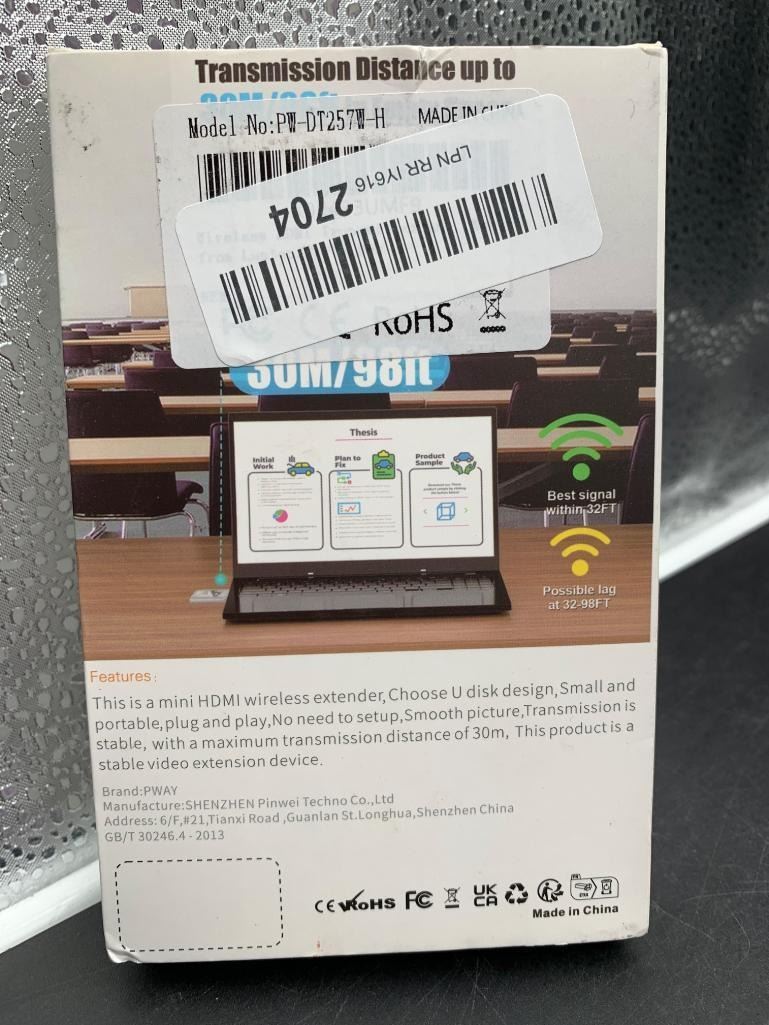 Transmission Distance up to
Model No:PW-DT257W-H MADE IN
LPN RR IY616
2704
RoHS
30M/98ft
Thesis
Initial Work
Plan to Fix
Product Sample
Best signal
within 32FT
Possible lag
at 32-98FT
Features:
This is a mini HDMI wireless extender,Choose U disk design,Small and
portable,plug and play,No need to setup,Smooth picture,Transmission is
stable, with a maximum transmission distance of 30m, This product is a
stable video extension device.
Brand:PWAY
Manufacture:SHENZHEN Pinwei Techno Co.,Ltd
Address: 6/F,#21,Tianxi Road ,Guanlan St.Longhua,Shenzhen China
GB/T 30246.4 - 2013
CE RoHS FC UK CA
Made in China